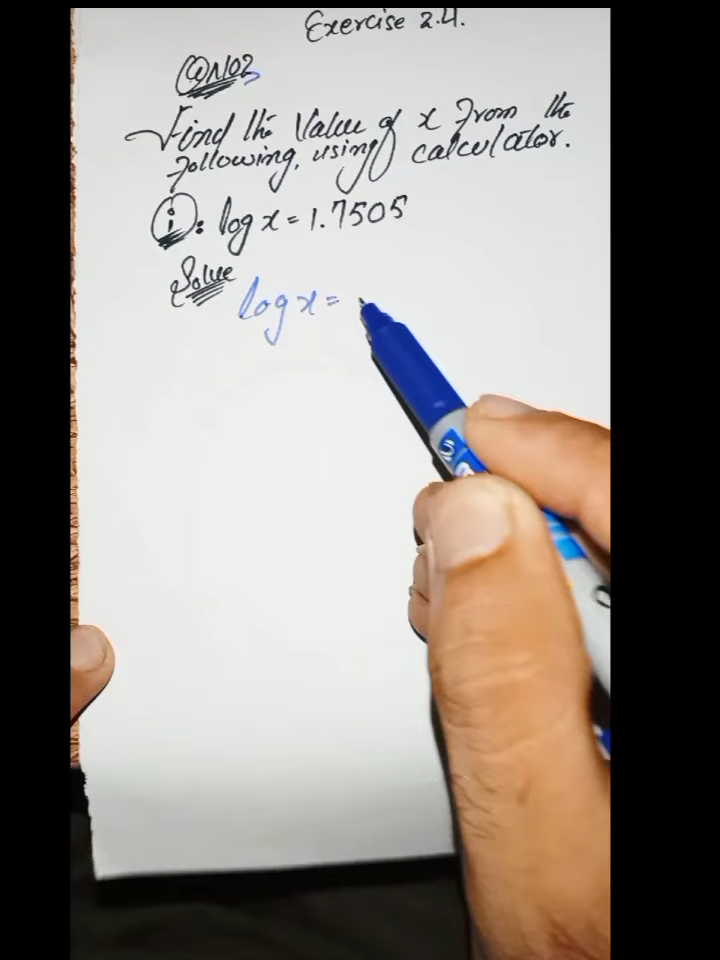 Exercise 2.4.
Q NO2
Find the Value of x From the
following, using calculator.
i: log x = 1.7505
Solve
log x =